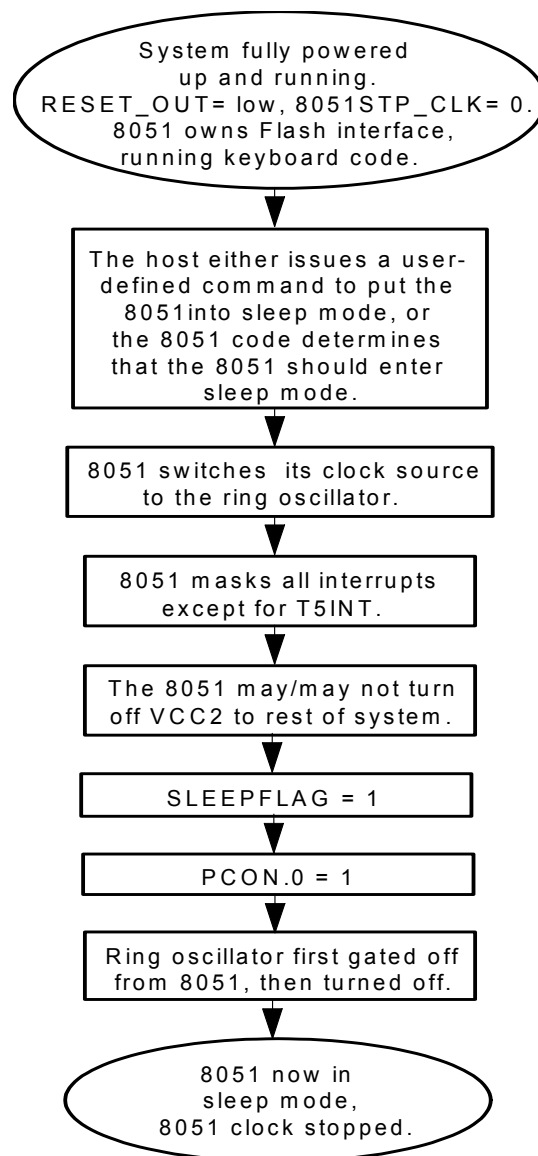 System fully powered
up and running.
RESET_OUT= low, 8051STP_CLK= 0.
8051 owns Flash interface,
running keyboard code.
The host either issues a user-
defined command to put the
8051into sleep mode, or
the 8051 code determines
that the 8051 should enter
sleep mode.
8051 switches its clock source
to the ring oscillator.
8051 masks all interrupts
except for T5INT.
The 8051 may/may not turn
off VCC2 to rest of system.
SLEEPFLAG = 1
PCON.0 = 1
Ring oscillator first gated off
from 8051, then turned off.
8051 now in
sleep mode,
8051 clock stopped.